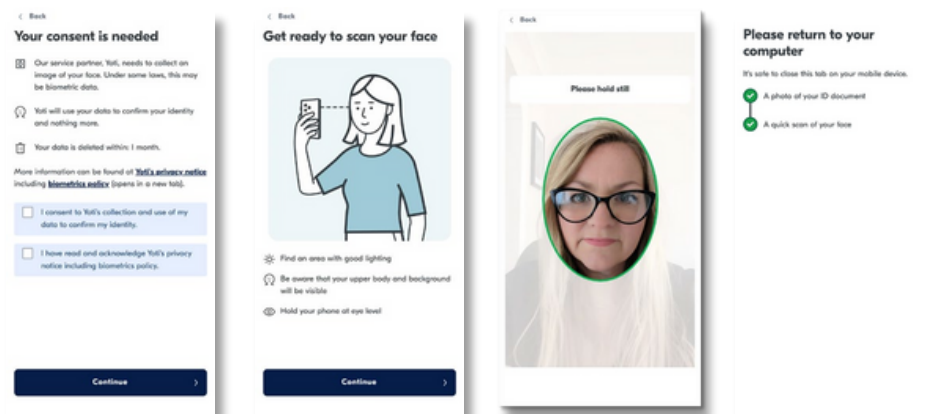 Back
Your consent is needed
Our service partner, Yoti, needs to collect an
image of your face. Under some laws, this may
be biometric data.
Yoti will use your data to confirm your identity
and nothing more.
Your data is deleted within: 1 month.
More information can be found at Yoti's privacy notice
including biometrics policy (opens in a new tab).
I consent to Yoti's collection and use of my
data to confirm my identity.
I have read and acknowledge Yoti's privacy
notice including biometrics policy.
Continue
Back
Get ready to scan your face
Find an area with good lighting
Be aware that your upper body and background
will be visible
Hold your phone at eye level
Continue
Back
Please hold still
Please return to your
computer
It's safe to close this tab on your mobile device.
A photo of your ID document
A quick scan of your face